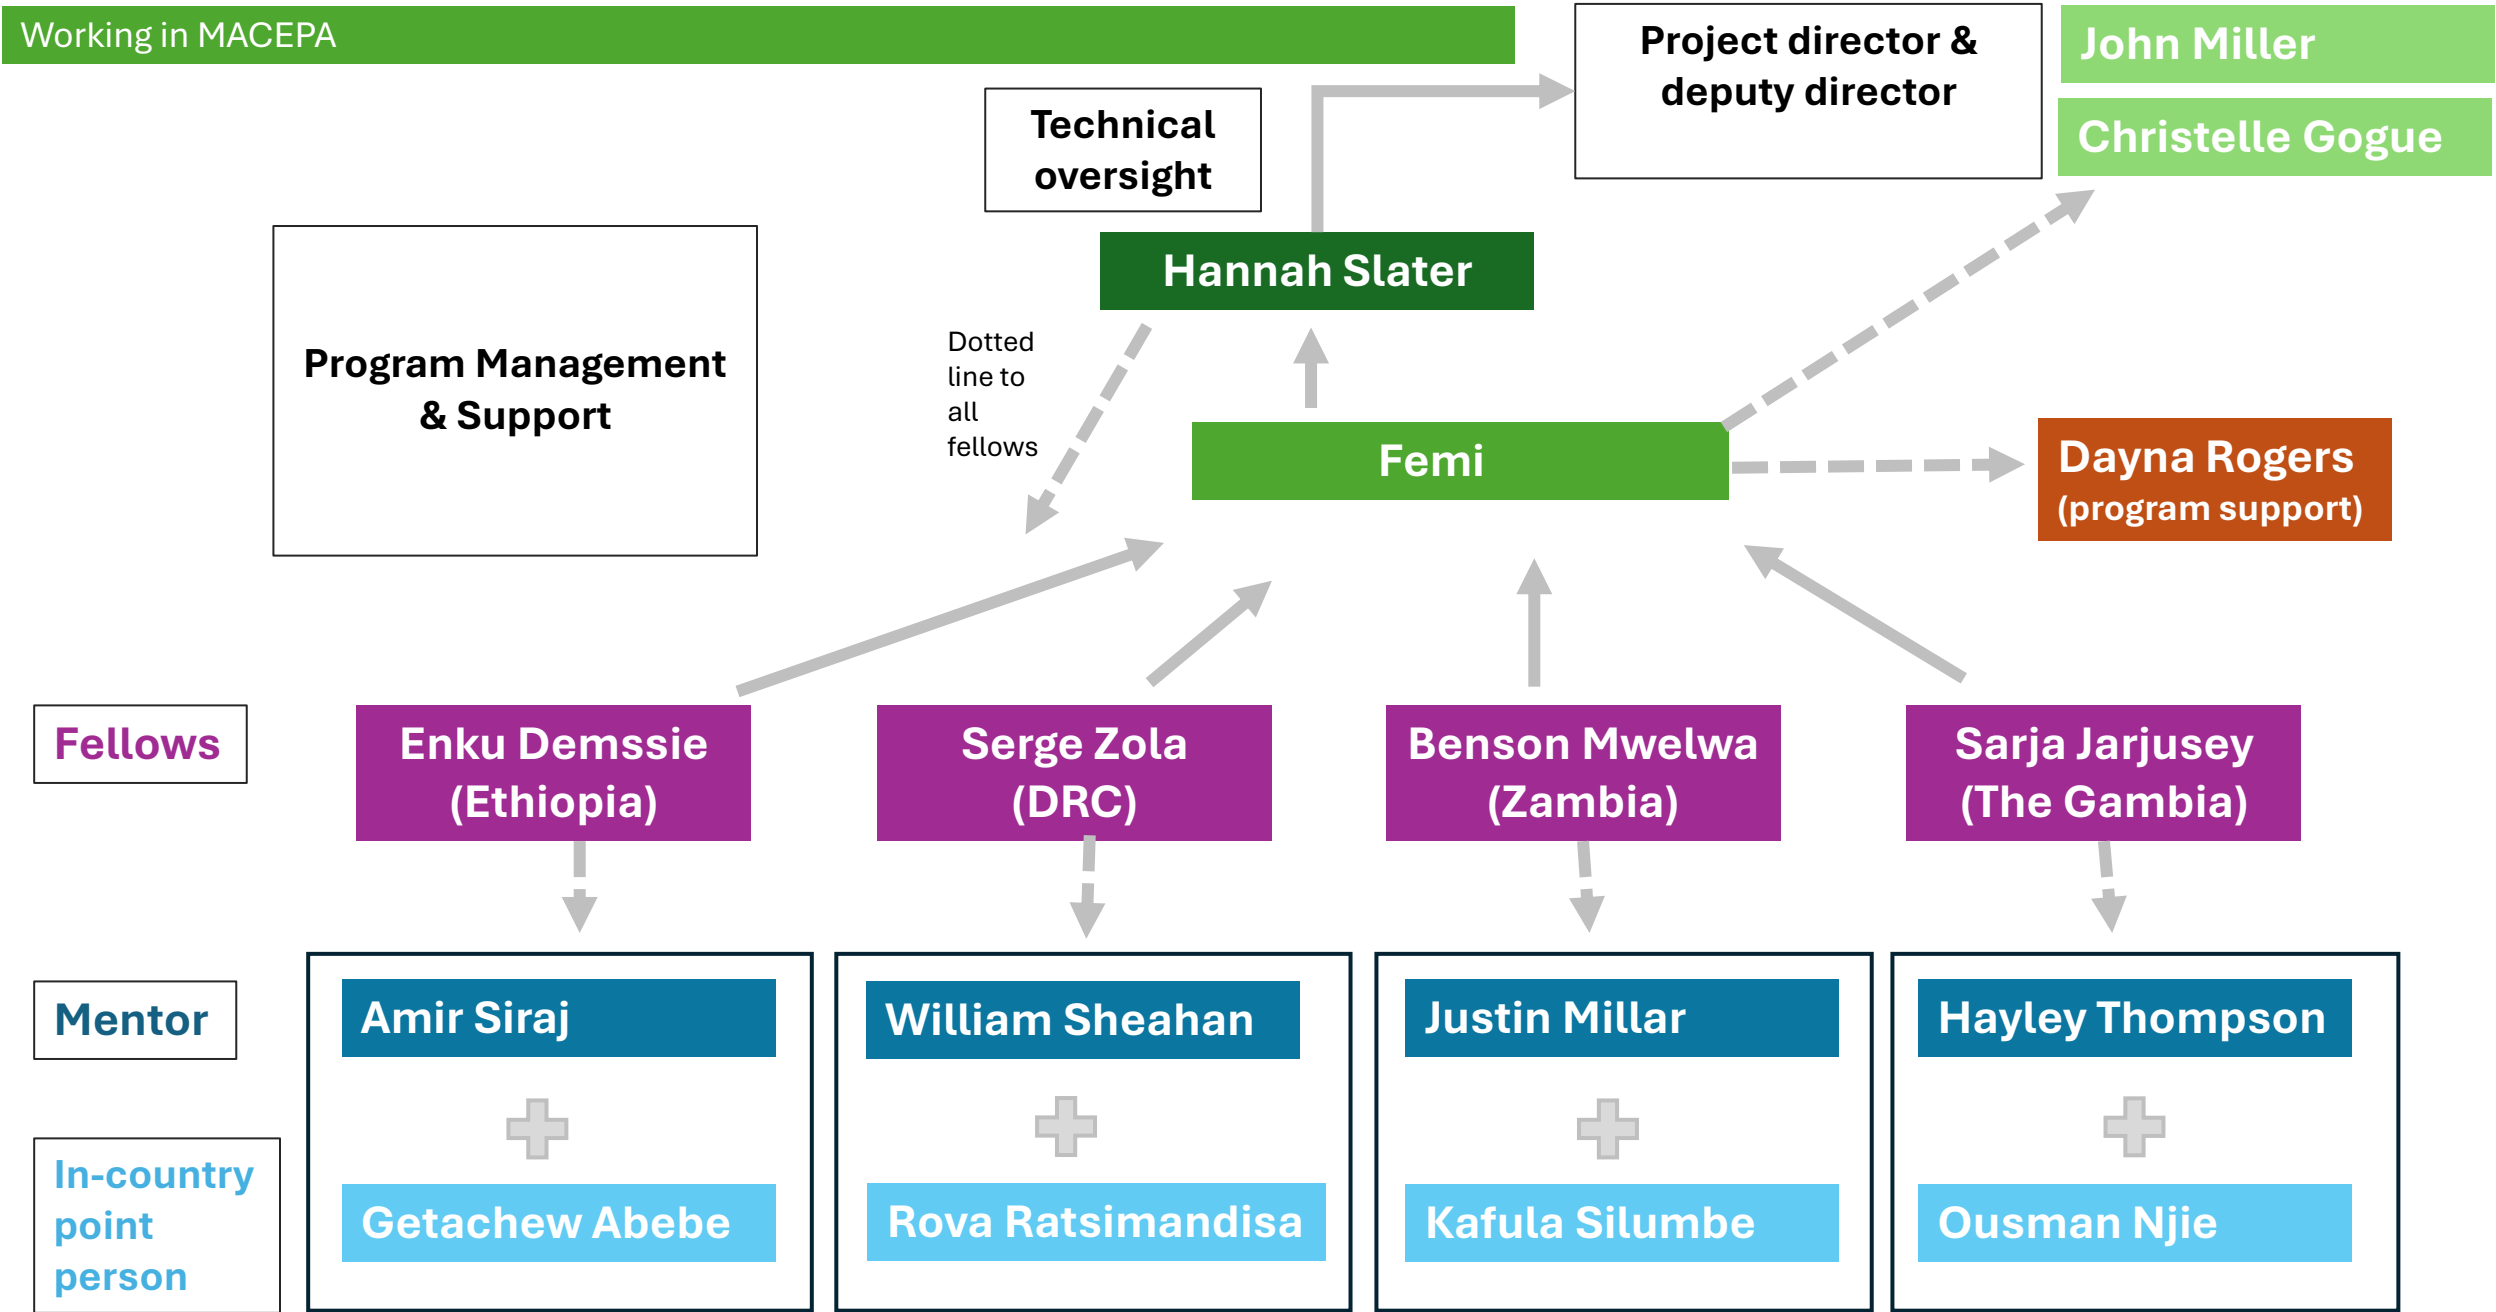 Working in MACEPA
Project director &
deputy director
John Miller
Christelle Gogue
Technical
oversight
Hannah Slater
Program Management
& Support
Dotted
line to
all
fellows
Femi
Dayna Rogers
(program support)
Fellows
Enku Demssie
(Ethiopia)
Serge Zola
(DRC)
Benson Mwelwa
(Zambia)
Sarja Jarjusey
(The Gambia)
Mentor
Amir Siraj
William Sheahan
Justin Millar
Hayley Thompson
In-country
point
person
Getachew Abebe
Rova Ratsimandisa
Kafula Silumbe
Ousman Njie